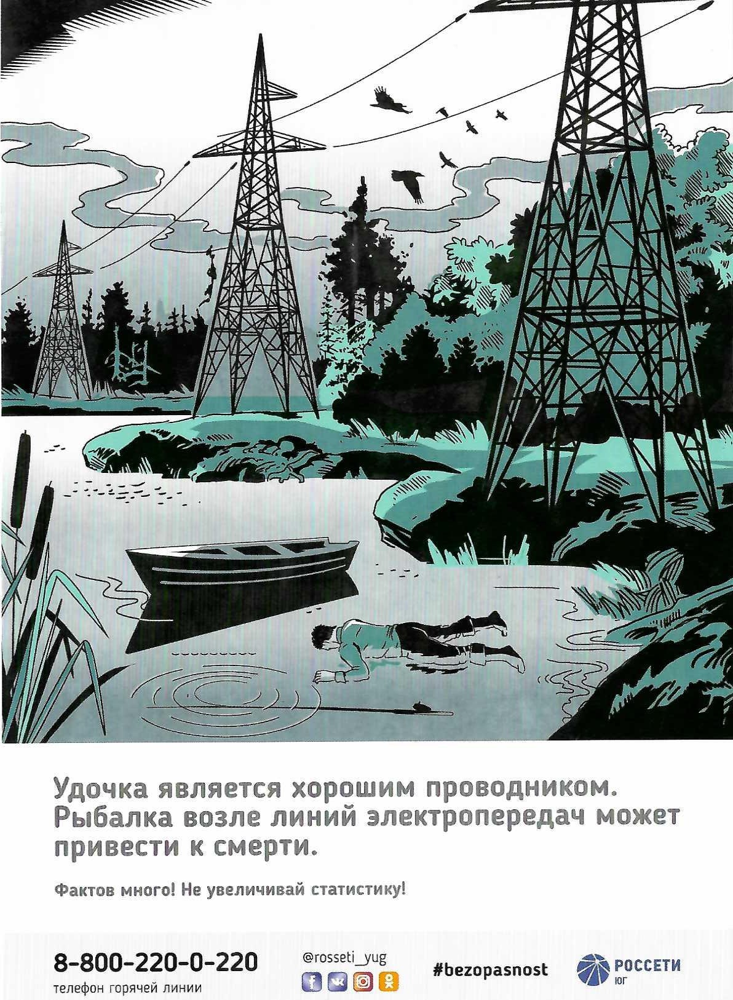 Удочка является хорошим проводником.
Рыбалка возле линий электропередач может
привести к смерти.
Фактов много! Не увеличивай статистику!
8-800-220-0-220
телефон горячей линии
@rosseti_yug
#bezopasnost
РОССЕТИ
ЮГ